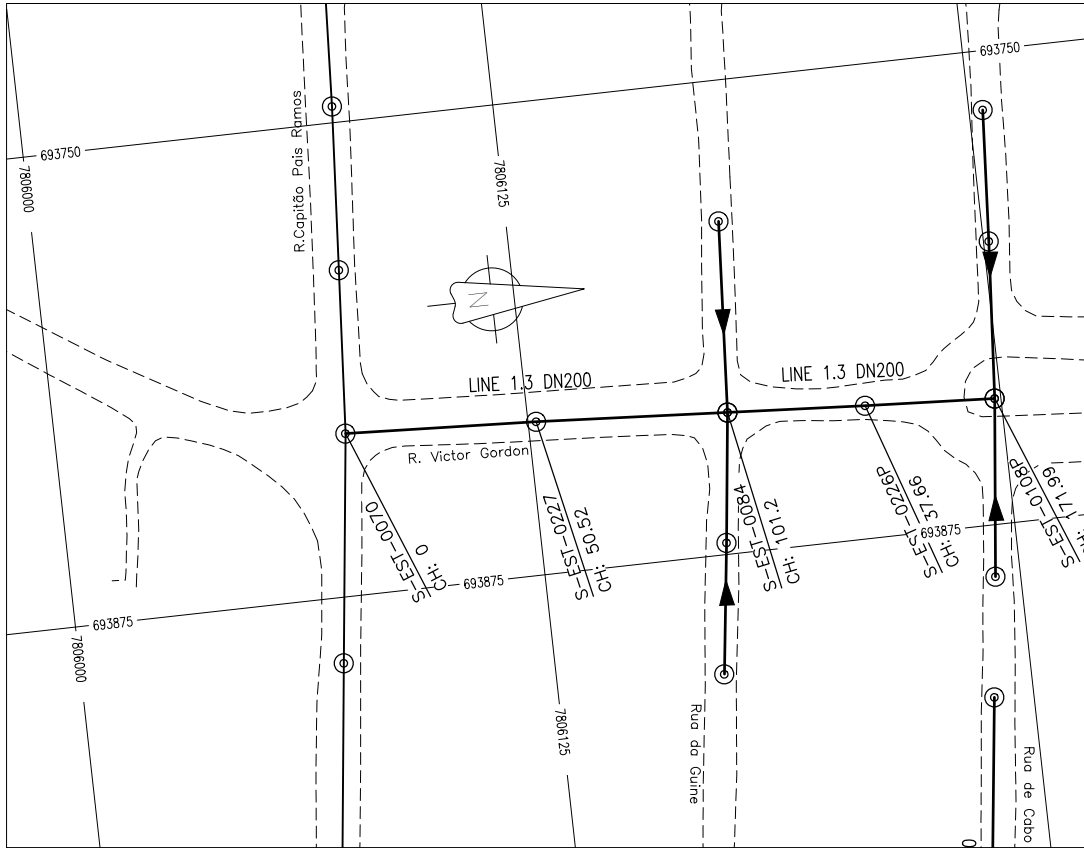 693750
693750
7806000
R.Capitão Pais Ramos
7806125
N
LINE 1.3 DN200
LINE 1.3 DN200
R. Victor Gordon
S-EST-0070
CH: 0
S-EST-0227
CH: 50.52
S-EST-0084
CH: 101.2
S-EST-0226P
CH: 37.66
S-EST-0108P
171.99
693875
693875
693875
7806000
7806125
Rua da Guine
Rua de Cabo